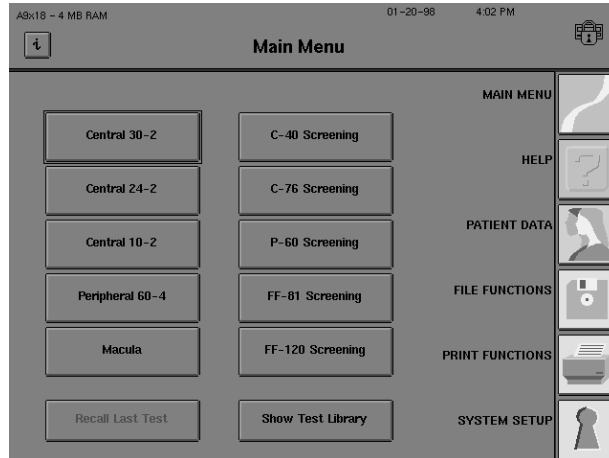 A9x18 - 4 MB RAM 01-20-98 4:02 PM
i
Main Menu
MAIN MENU
Central 30-2 C-40 Screening
HELP
Central 24-2 C-76 Screening
PATIENT DATA
Central 10-2 P-60 Screening
FILE FUNCTIONS
Peripheral 60-4 FF-81 Screening
Macula FF-120 Screening
PRINT FUNCTIONS
Recall Last Test Show Test Library
SYSTEM SETUP